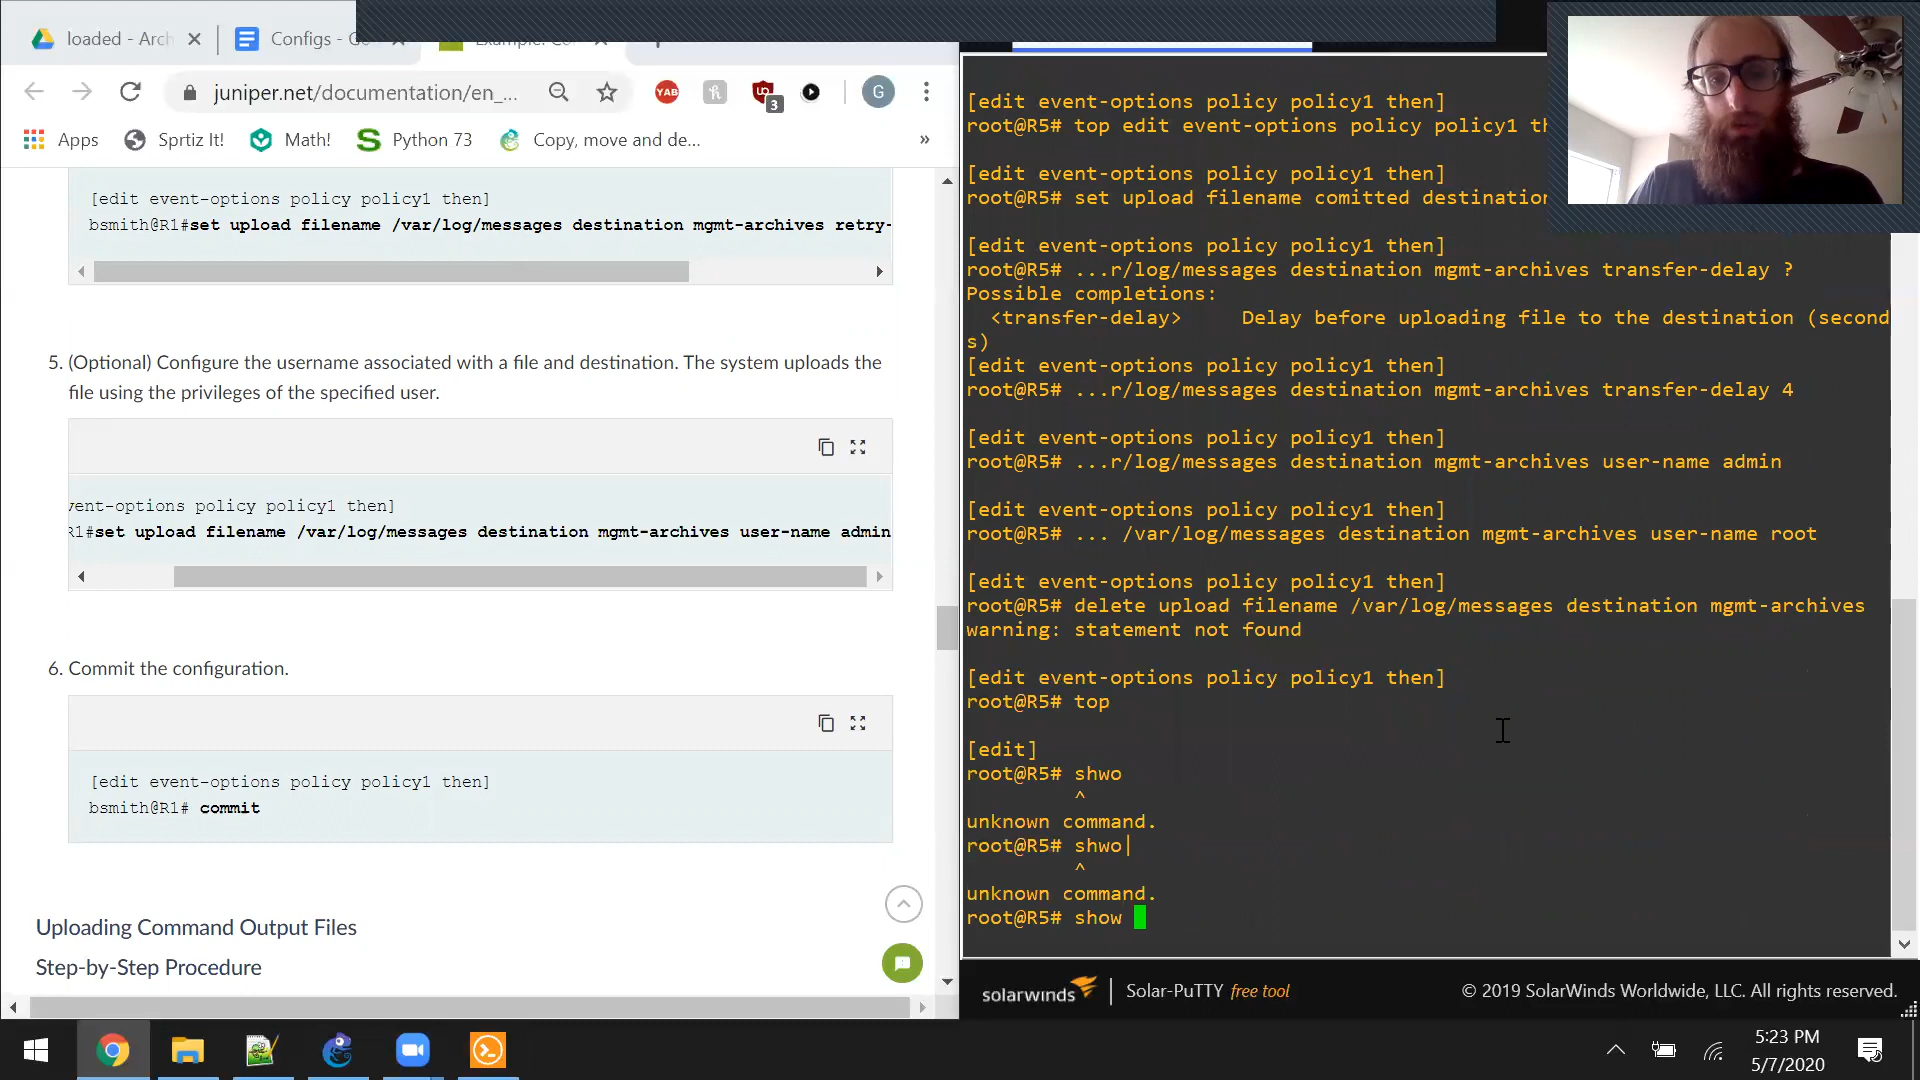 loaded - Arch
Configs - Go
Example: Co
juniper.net/documentation/en_...
YAB
3
G
Apps
Sprtiz It!
Math!
Python 73
Copy, move and de...
»
[edit event-options policy policy1 then]
bsmith@R1#set upload filename /var/log/messages destination mgmt-archives retry-
5. (Optional) Configure the username associated with a file and destination. The system uploads the
file using the privileges of the specified user.
vent-options policy policy1 then]
R1#set upload filename /var/log/messages destination mgmt-archives user-name admin
6. Commit the configuration.
[edit event-options policy policy1 then]
bsmith@R1# commit
Uploading Command Output Files
Step-by-Step Procedure
[edit event-options policy policy1 then]
root@R5# top edit event-options policy policy1 th
[edit event-options policy policy1 then]
root@R5# set upload filename comitted destination
[edit event-options policy policy1 then]
root@R5# ...r/log/messages destination mgmt-archives transfer-delay ?
Possible completions:
<transfer-delay> Delay before uploading file to the destination (second
s)
[edit event-options policy policy1 then]
root@R5# ...r/log/messages destination mgmt-archives transfer-delay 4
[edit event-options policy policy1 then]
root@R5# ...r/log/messages destination mgmt-archives user-name admin
[edit event-options policy policy1 then]
root@R5# ... /var/log/messages destination mgmt-archives user-name root
[edit event-options policy policy1 then]
root@R5# delete upload filename /var/log/messages destination mgmt-archives
warning: statement not found
[edit event-options policy policy1 then]
root@R5# top
[edit]
root@R5# shwo
^
unknown command.
root@R5# shwo|
^
unknown command.
root@R5# show
solarwinds | Solar-PuTTY free tool
© 2019 SolarWinds Worldwide, LLC. All rights reserved.
5:23 PM
5/7/2020